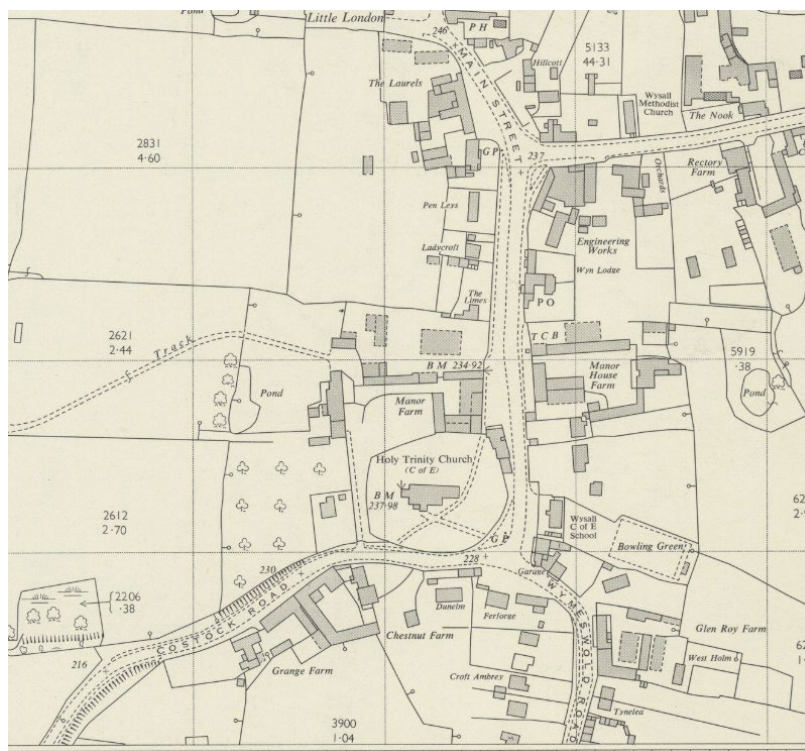 Pond
Little London
246
P H
MAIN STREET
Hillcott
5133
44·31
The Laurels
Wysall
Methodist
Church
The Nook
2831
4·60
G P
237
Rectory
Farm
Orchards
Pen Leys
Ladycroft
Engineering
Works
Wyn Lodge
The
Limes
P O
2621
2·44
Track
T C B
B M 234·92
5919
·38
Pond
Manor
House
Farm
Pond
Manor
Farm
Holy Trinity Church
(C of E)
B M
237·98
2612
2·70
Wysall
C of E
School
G P
Bowling Green
228
230
Garage
2206
·38
COSTOCK ROAD
WYMESWOLD ROAD
Dunelm
Ferforge
Chestnut Farm
Glen Roy Farm
216
West Holm
Grange Farm
Croft Ambrey
Tynelea
3900
1·04